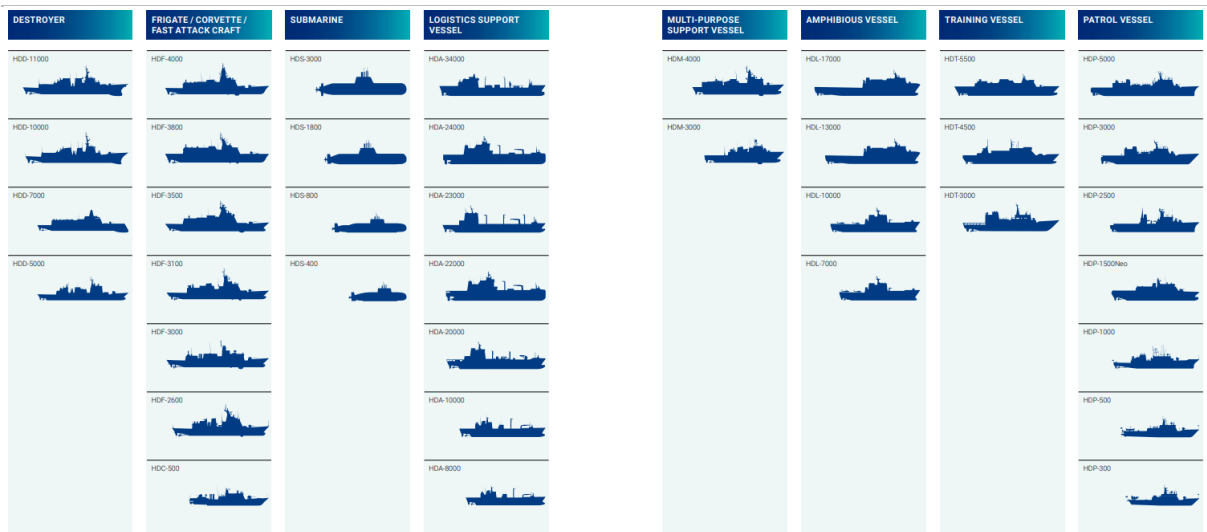 DESTROYER
HDD-11000
HDD-10000
HDD-7000
HDD-5000
FRIGATE / CORVETTE /
FAST ATTACK CRAFT
HDF-4000
HDF-3800
HDF-3500
HDF-3100
HDF-3000
HDF-2600
HDC-500
SUBMARINE
HDS-3000
HDS-1800
HDS-800
HDS-400
LOGISTICS SUPPORT
VESSEL
HDA-34000
HDA-24000
HDA-23000
HDA-22000
HDA-20000
HDA-10000
HDA-8000
MULTI-PURPOSE
SUPPORT VESSEL
HDM-4000
HDM-3000
AMPHIBIOUS VESSEL
HDL-17000
HDL-13000
HDL-10000
HDL-7000
TRAINING VESSEL
HDT-5500
HDT-4500
HDT-3000
PATROL VESSEL
HDP-5000
HDP-3000
HDP-2500
HDP-1500Neo
HDP-1000
HDP-500
HDP-300